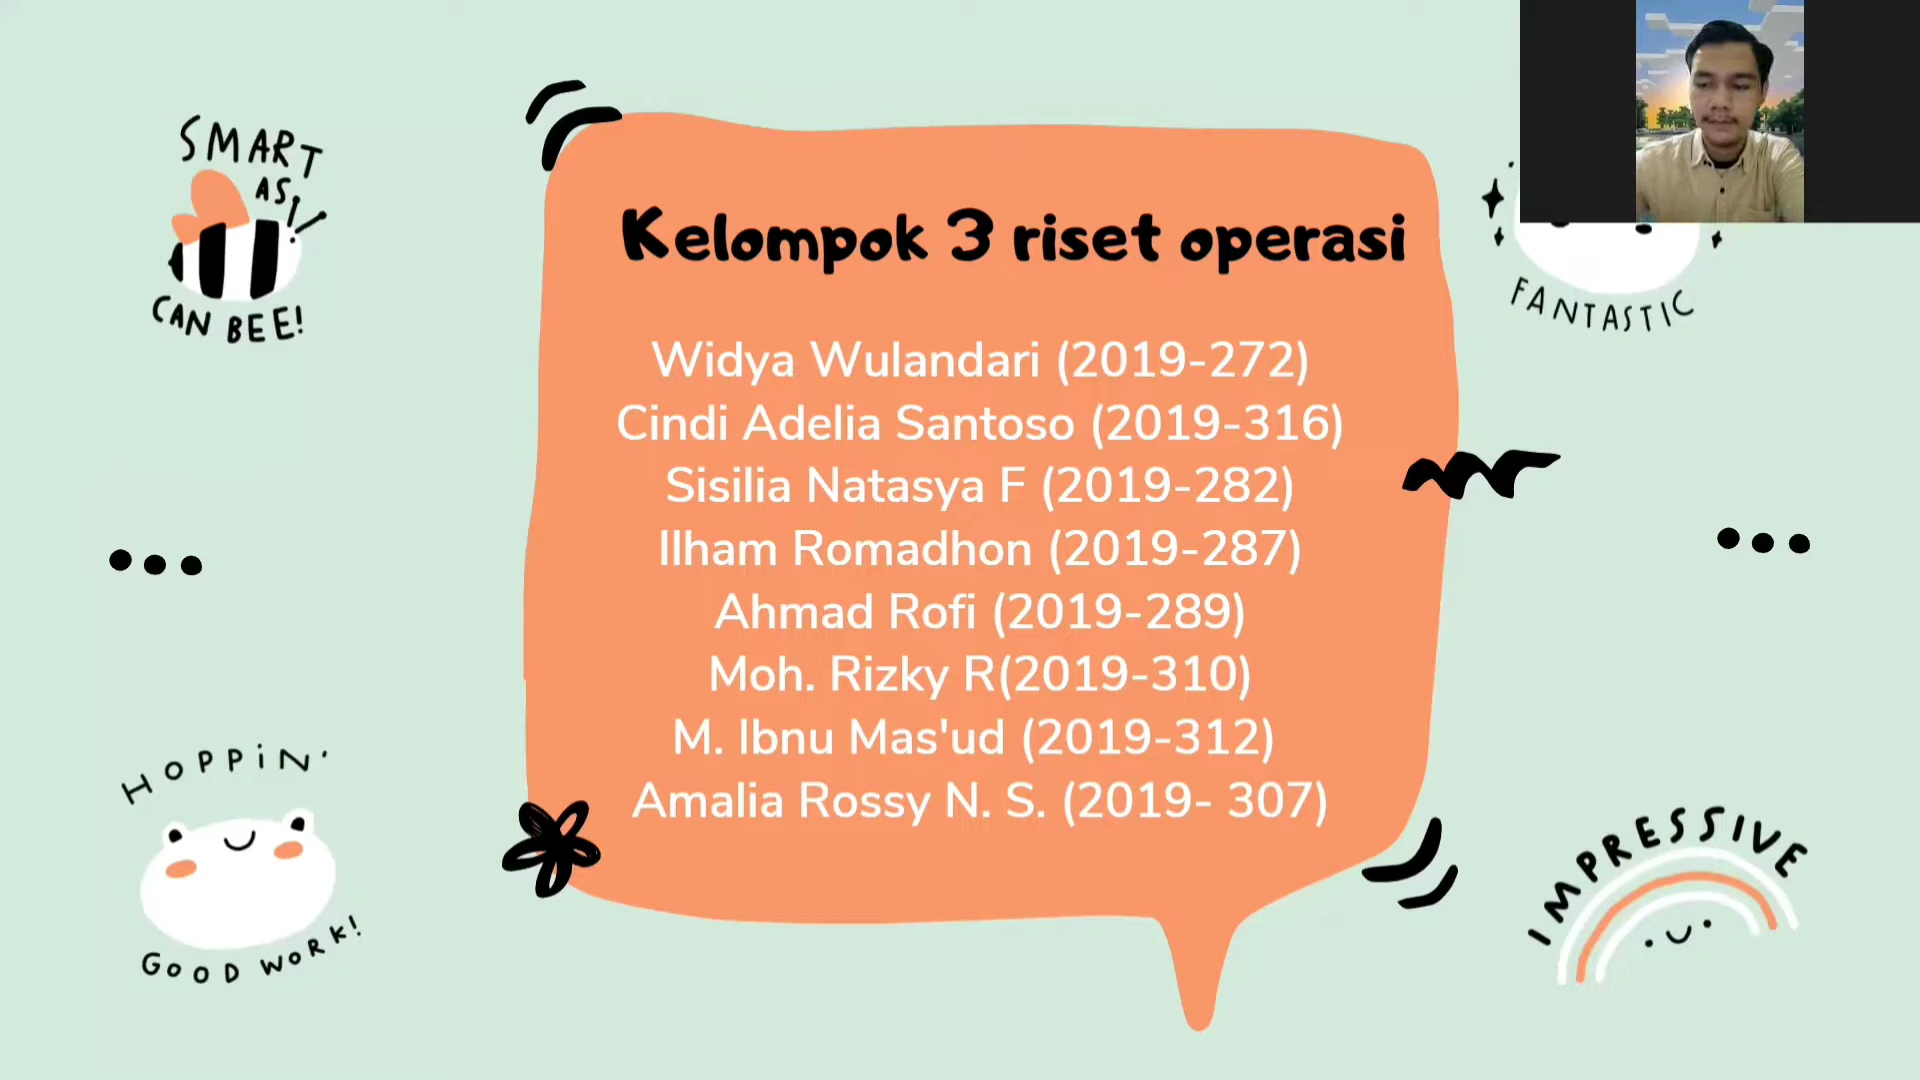 SMART
AS
CAN BEE!
Kelompok 3 riset operasi
Widya Wulandari (2019-272)
Cindi Adelia Santoso (2019-316)
Sisilia Natasya F (2019-282)
Ilham Romadhon (2019-287)
Ahmad Rofi (2019-289)
Moh. Rizky R(2019-310)
M. Ibnu Mas'ud (2019-312)
Amalia Rossy N. S. (2019- 307)
FANTASTIC
HOPPiN'
GOOD WORK!
IMPRESSIVE